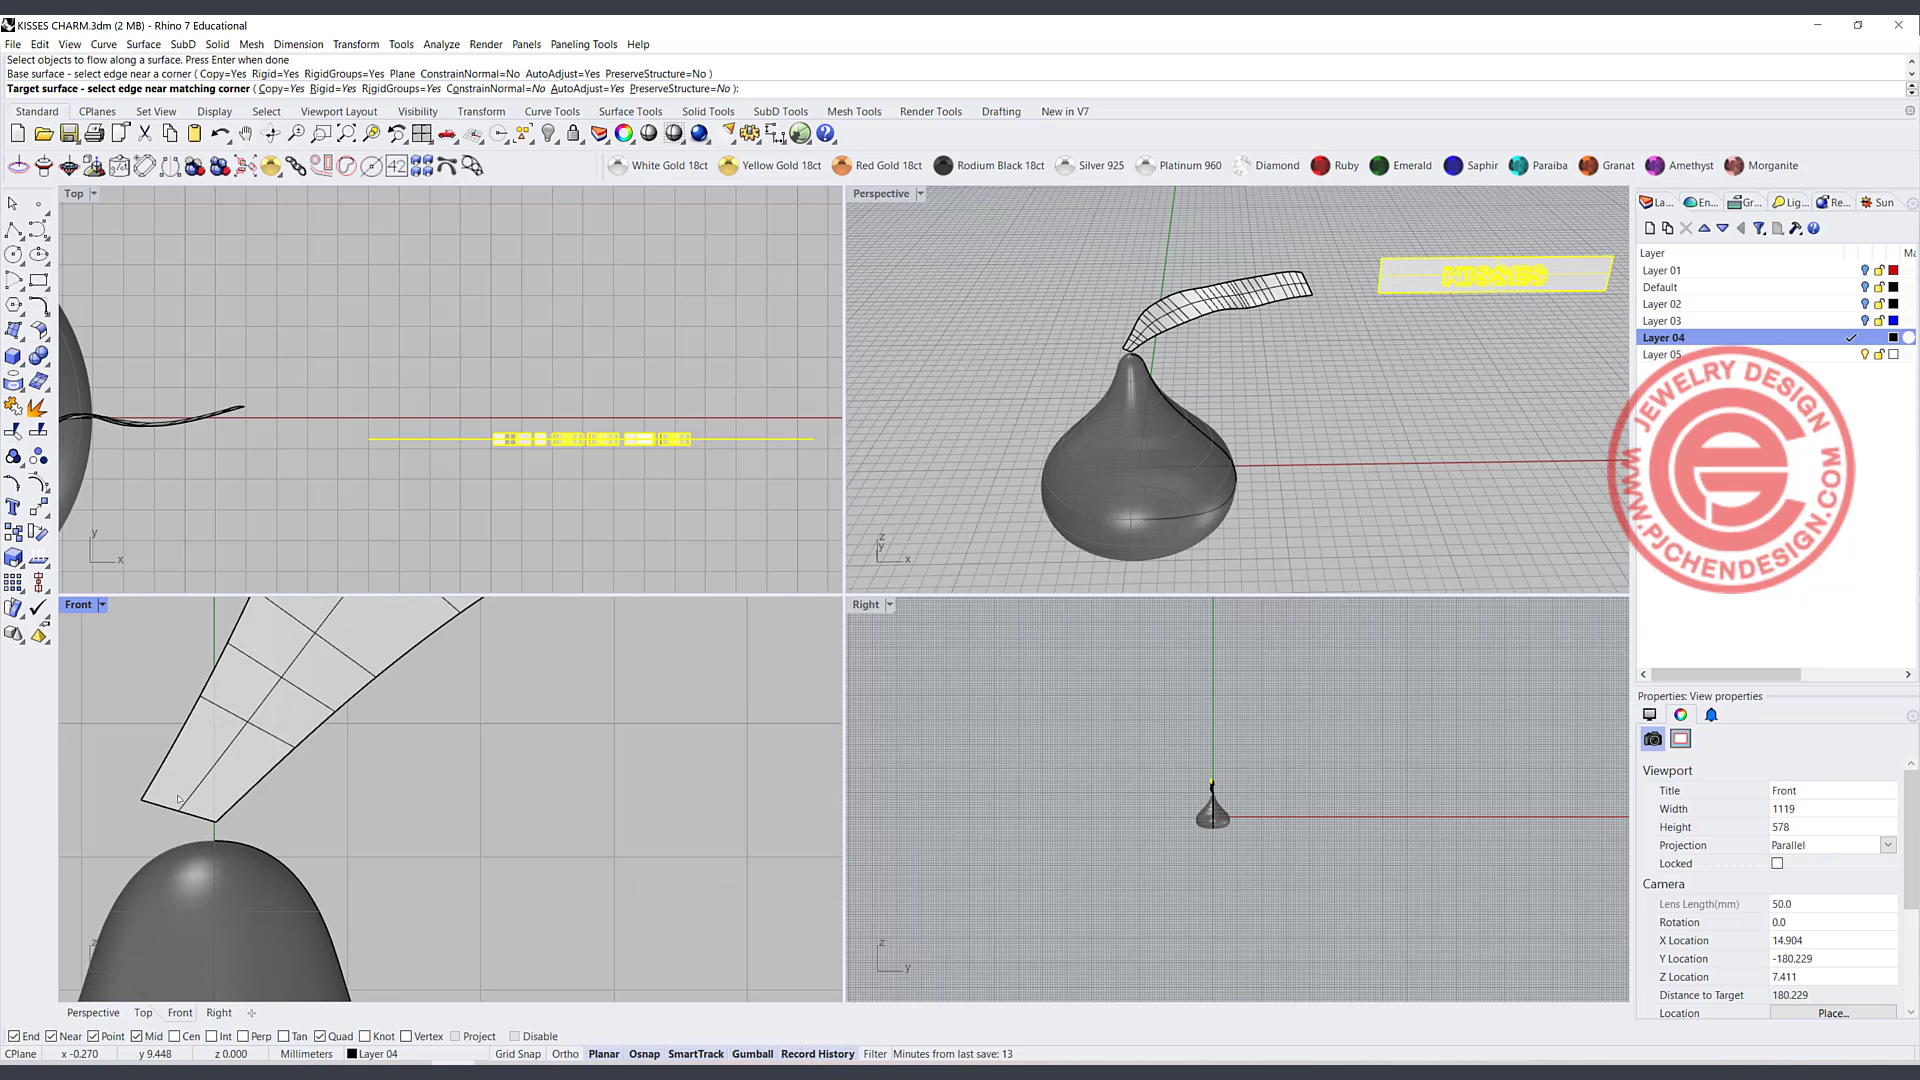 KISSES CHARM.3dm (2 MB) - Rhino 7 Educational
File Edit View Curve Surface SubD Solid Mesh Dimension Transform Tools Analyze Render Panels Paneling Tools Help
Select objects to flow along a surface. Press Enter when done
Base surface - select edge near a corner ( Copy=Yes Rigid=Yes RigidGroups=Yes Plane ConstrainNormal=No AutoAdjust=Yes PreserveStructure=No )
Target surface - select edge near matching corner ( Copy=Yes Rigid=Yes RigidGroups=Yes ConstrainNormal=No AutoAdjust=Yes PreserveStructure=No ):
Standard CPlanes Set View Display Select Viewport Layout Visibility Transform Curve Tools Surface Tools Solid Tools SubD Tools Mesh Tools Render Tools Drafting New in V7
42 White Gold 18ct Yellow Gold 18ct Red Gold 18ct Rodium Black 18ct Silver 925 Platinum 960 Diamond Ruby Emerald Saphir Paraiba Granat Amethyst Morganite
Top
y
x
Perspective
KISSES
z
y
x
Front
z
Right
z
y
La... En... Gr... Lig... Re... Sun
Layer Ma
Layer 01
Default
Layer 02
Layer 03
Layer 04
Layer 05
JEWELRY DESIGN
WWW.PJCHENDESIGN.COM
Properties: View properties
Viewport
Title Front
Width 1119
Height 578
Projection Parallel
Locked
Camera
Lens Length(mm) 50.0
Rotation 0.0
X Location 14.904
Y Location -180.229
Z Location 7.411
Distance to Target 180.229
Location Place...
Perspective Top Front Right
End Near Point Mid Cen Int Perp Tan Quad Knot Vertex Project Disable
CPlane x -0.270 y 9.448 z 0.000 Millimeters Layer 04 Grid Snap Ortho Planar Osnap SmartTrack Gumball Record History Filter Minutes from last save: 13